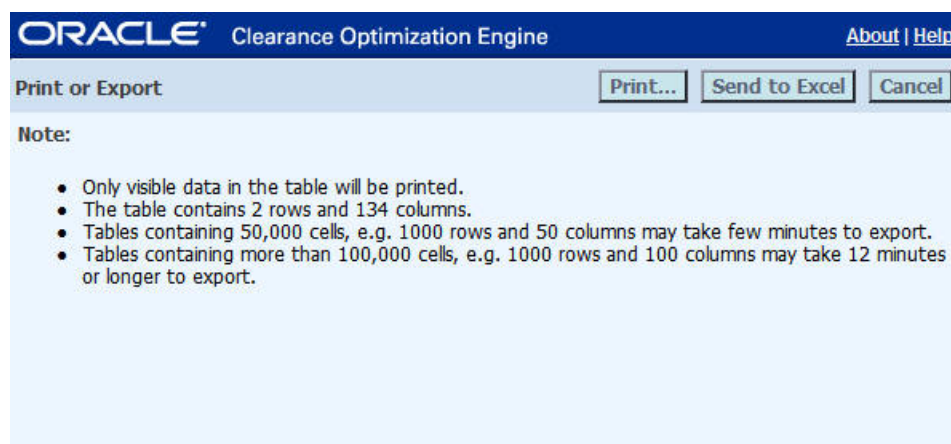 ORACLE Clearance Optimization Engine About | Help
Print or Export Print... Send to Excel Cancel
Note:
• Only visible data in the table will be printed.
• The table contains 2 rows and 134 columns.
• Tables containing 50,000 cells, e.g. 1000 rows and 50 columns may take few minutes to export.
• Tables containing more than 100,000 cells, e.g. 1000 rows and 100 columns may take 12 minutes
or longer to export.